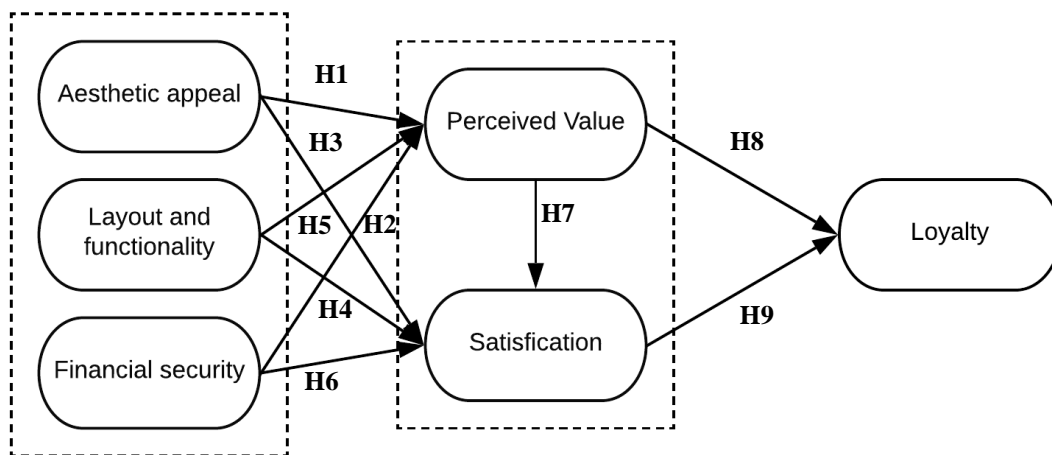 Aesthetic appeal
H1
Perceived Value
H3
H8
Layout and
functionality
H5
H2
H7
Loyalty
H4
H9
Satisfication
Financial security
H6